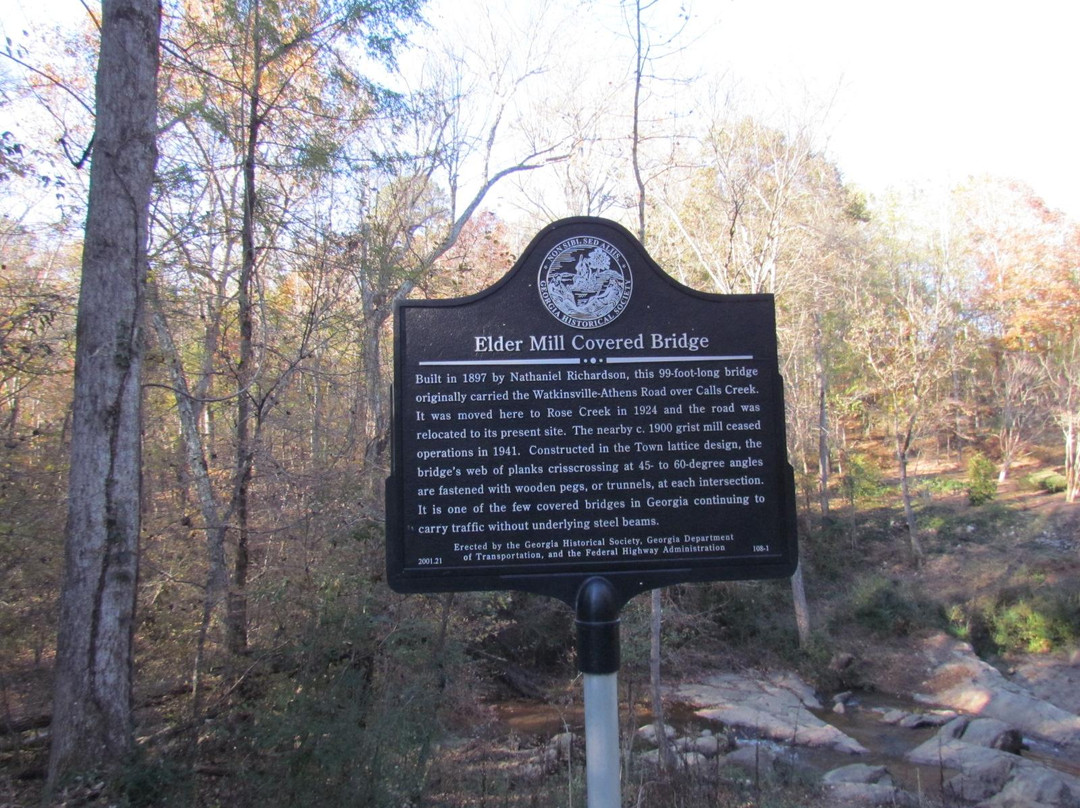 NON SIBI, SED ALIIS
GEORGIA HISTORICAL SOCIETY
Elder Mill Covered Bridge
Built in 1897 by Nathaniel Richardson, this 99-foot-long bridge
originally carried the Watkinsville-Athens Road over Calls Creek.
It was moved here to Rose Creek in 1924 and the road was
relocated to its present site. The nearby c. 1900 grist mill ceased
operations in 1941. Constructed in the Town lattice design, the
bridge's web of planks crisscrossing at 45- to 60-degree angles
are fastened with wooden pegs, or trunnels, at each intersection.
It is one of the few covered bridges in Georgia continuing to
carry traffic without underlying steel beams.
Erected by the Georgia Historical Society, Georgia Department
of Transportation, and the Federal Highway Administration
2001.21 108-1